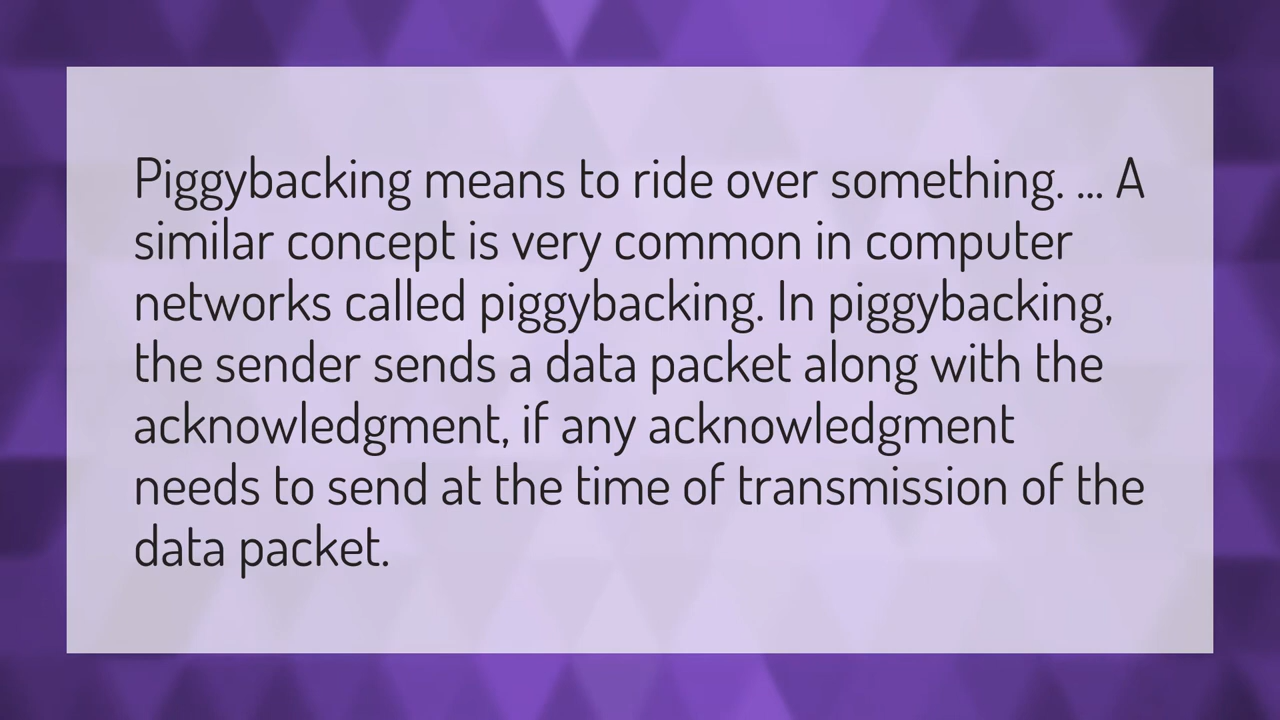 Piggybacking means to ride over something. ... A
similar concept is very common in computer
networks called piggybacking. In piggybacking,
the sender sends a data packet along with the
acknowledgment, if any acknowledgment
needs to send at the time of transmission of the
data packet.